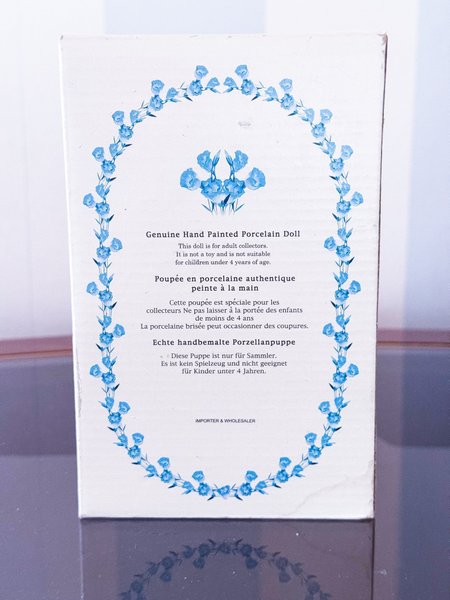 Genuine Hand Painted Porcelain Doll
This doll is for adult collectors.
It is not a toy and is not suitable
for children under 4 years of age.
Poupée en porcelaine authentique
peinte à la main
Cette poupée est spéciale pour les
collecteurs Ne pas laisser à la portée des enfants
de moins de 4 ans
La porcelaine brisée peut occasionner des coupures.
Echte handbemalte Porzellanpuppe
Diese Puppe ist nur für Sammler.
Es ist kein Spielzeug und nicht geeignet
für Kinder unter 4 Jahren.
IMPORTER & WHOLESALER